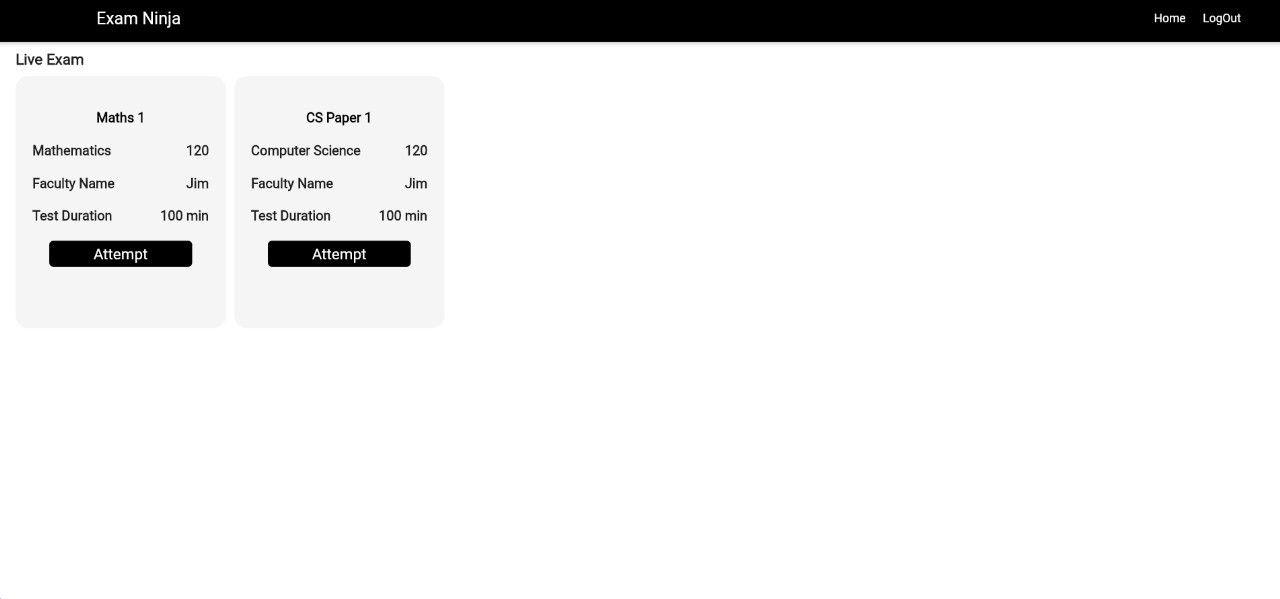 Exam Ninja
Home LogOut
Live Exam
Maths 1
Mathematics 120
Faculty Name Jim
Test Duration 100 min
Attempt
CS Paper 1
Computer Science 120
Faculty Name Jim
Test Duration 100 min
Attempt